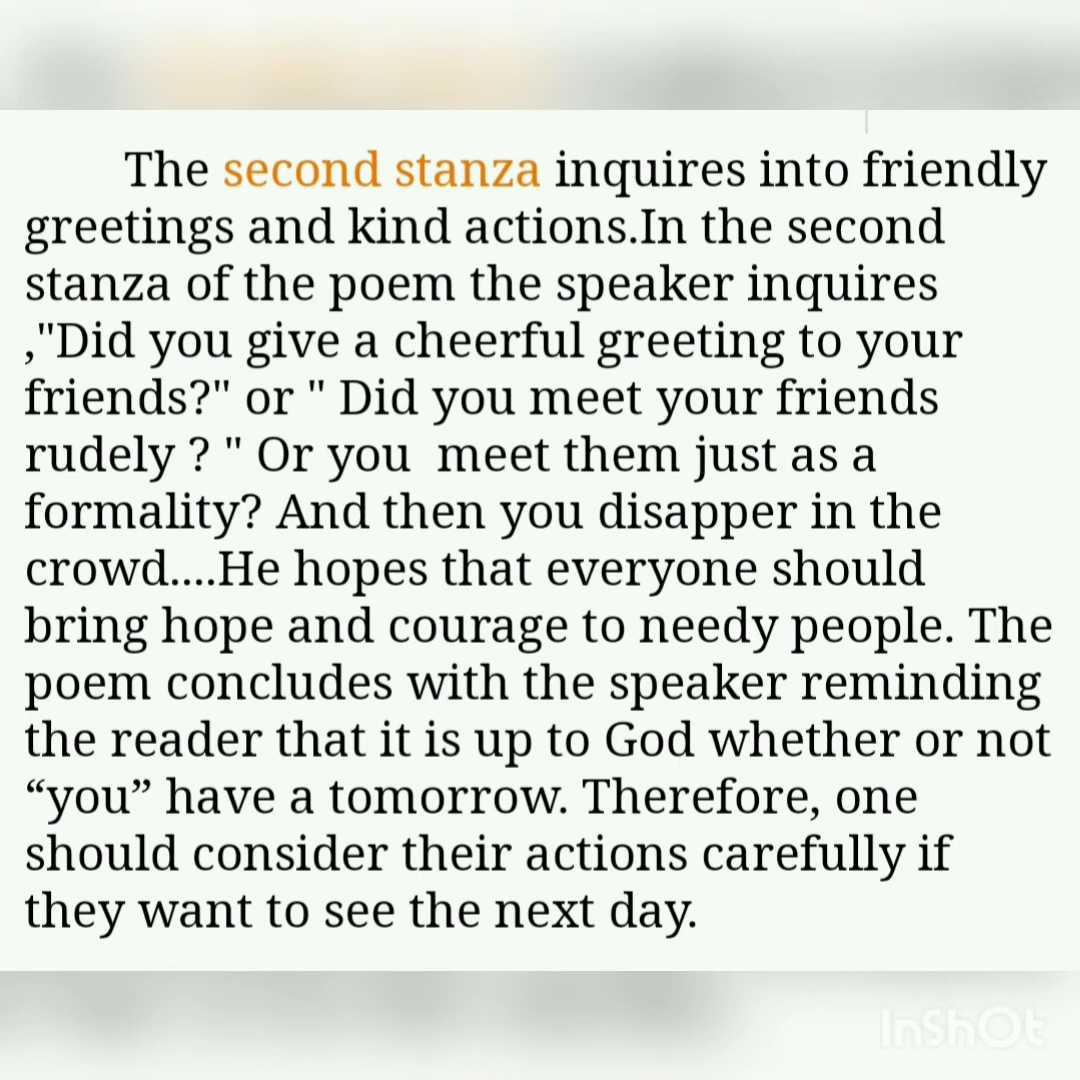 The second stanza inquires into friendly
greetings and kind actions.In the second
stanza of the poem the speaker inquires
,"Did you give a cheerful greeting to your
friends?" or " Did you meet your friends
rudely ? " Or you  meet them just as a
formality? And then you disapper in the
crowd....He hopes that everyone should
bring hope and courage to needy people. The
poem concludes with the speaker reminding
the reader that it is up to God whether or not
“you” have a tomorrow. Therefore, one
should consider their actions carefully if
they want to see the next day.
InShOt